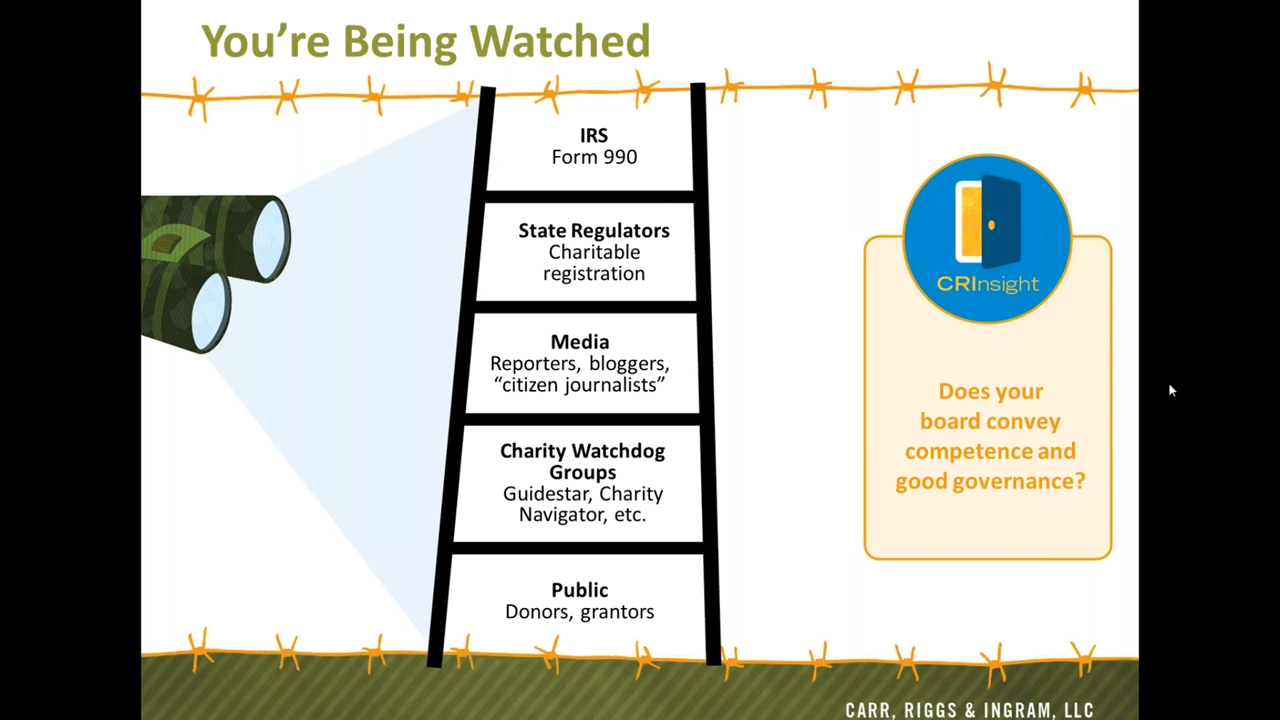 You're Being Watched
IRS
Form 990
State Regulators
Charitable
registration
Media
Reporters, bloggers,
“citizen journalists”
Charity Watchdog
Groups
Guidestar, Charity
Navigator, etc.
Public
Donors, grantors
CRInsight
Does your
board convey
competence and
good governance?
CARR, RIGGS & INGRAM, LLC